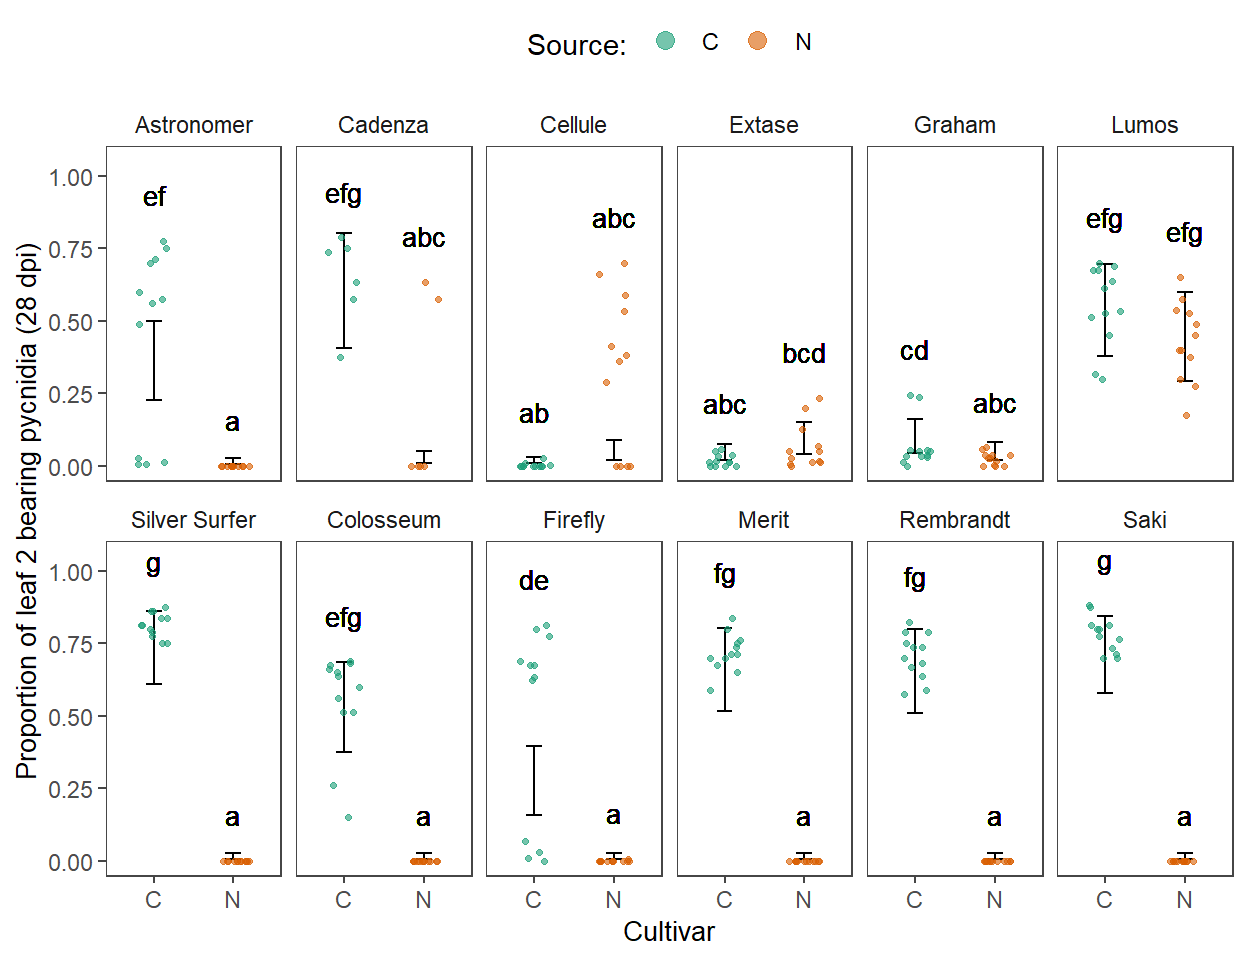 Source: C N
Astronomer Cadenza Cellule Extase Graham Lumos
1.00
0.75
0.50
0.25
0.00
ef a
efg abc
ab abc
abc bcd
cd abc
efg efg
Silver Surfer Colosseum Firefly Merit Rembrandt Saki
1.00
0.75
0.50
0.25
0.00
g a
efg a
de a
fg a
fg a
g a
C N C N C N C N C N C N
Cultivar
Proportion of leaf 2 bearing pycnidia (28 dpi)